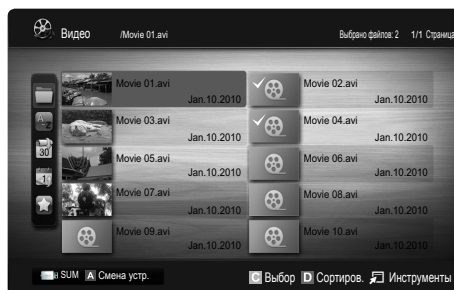 Видео /Movie 01.avi Выбрано файлов: 2 1/1 Страница
Movie 01.avi Movie 02.avi
Jan.10.2010 Jan.10.2010
Movie 03.avi Movie 04.avi
Jan.10.2010 Jan.10.2010
Movie 05.avi Movie 06.avi
Jan.10.2010 Jan.10.2010
Movie 07.avi Movie 08.avi
Jan.10.2010 Jan.10.2010
Movie 09.avi Movie 10.avi
Jan.10.2010 Jan.10.2010
SUM A Смена устр. C Выбор D Сортиров. Инструменты